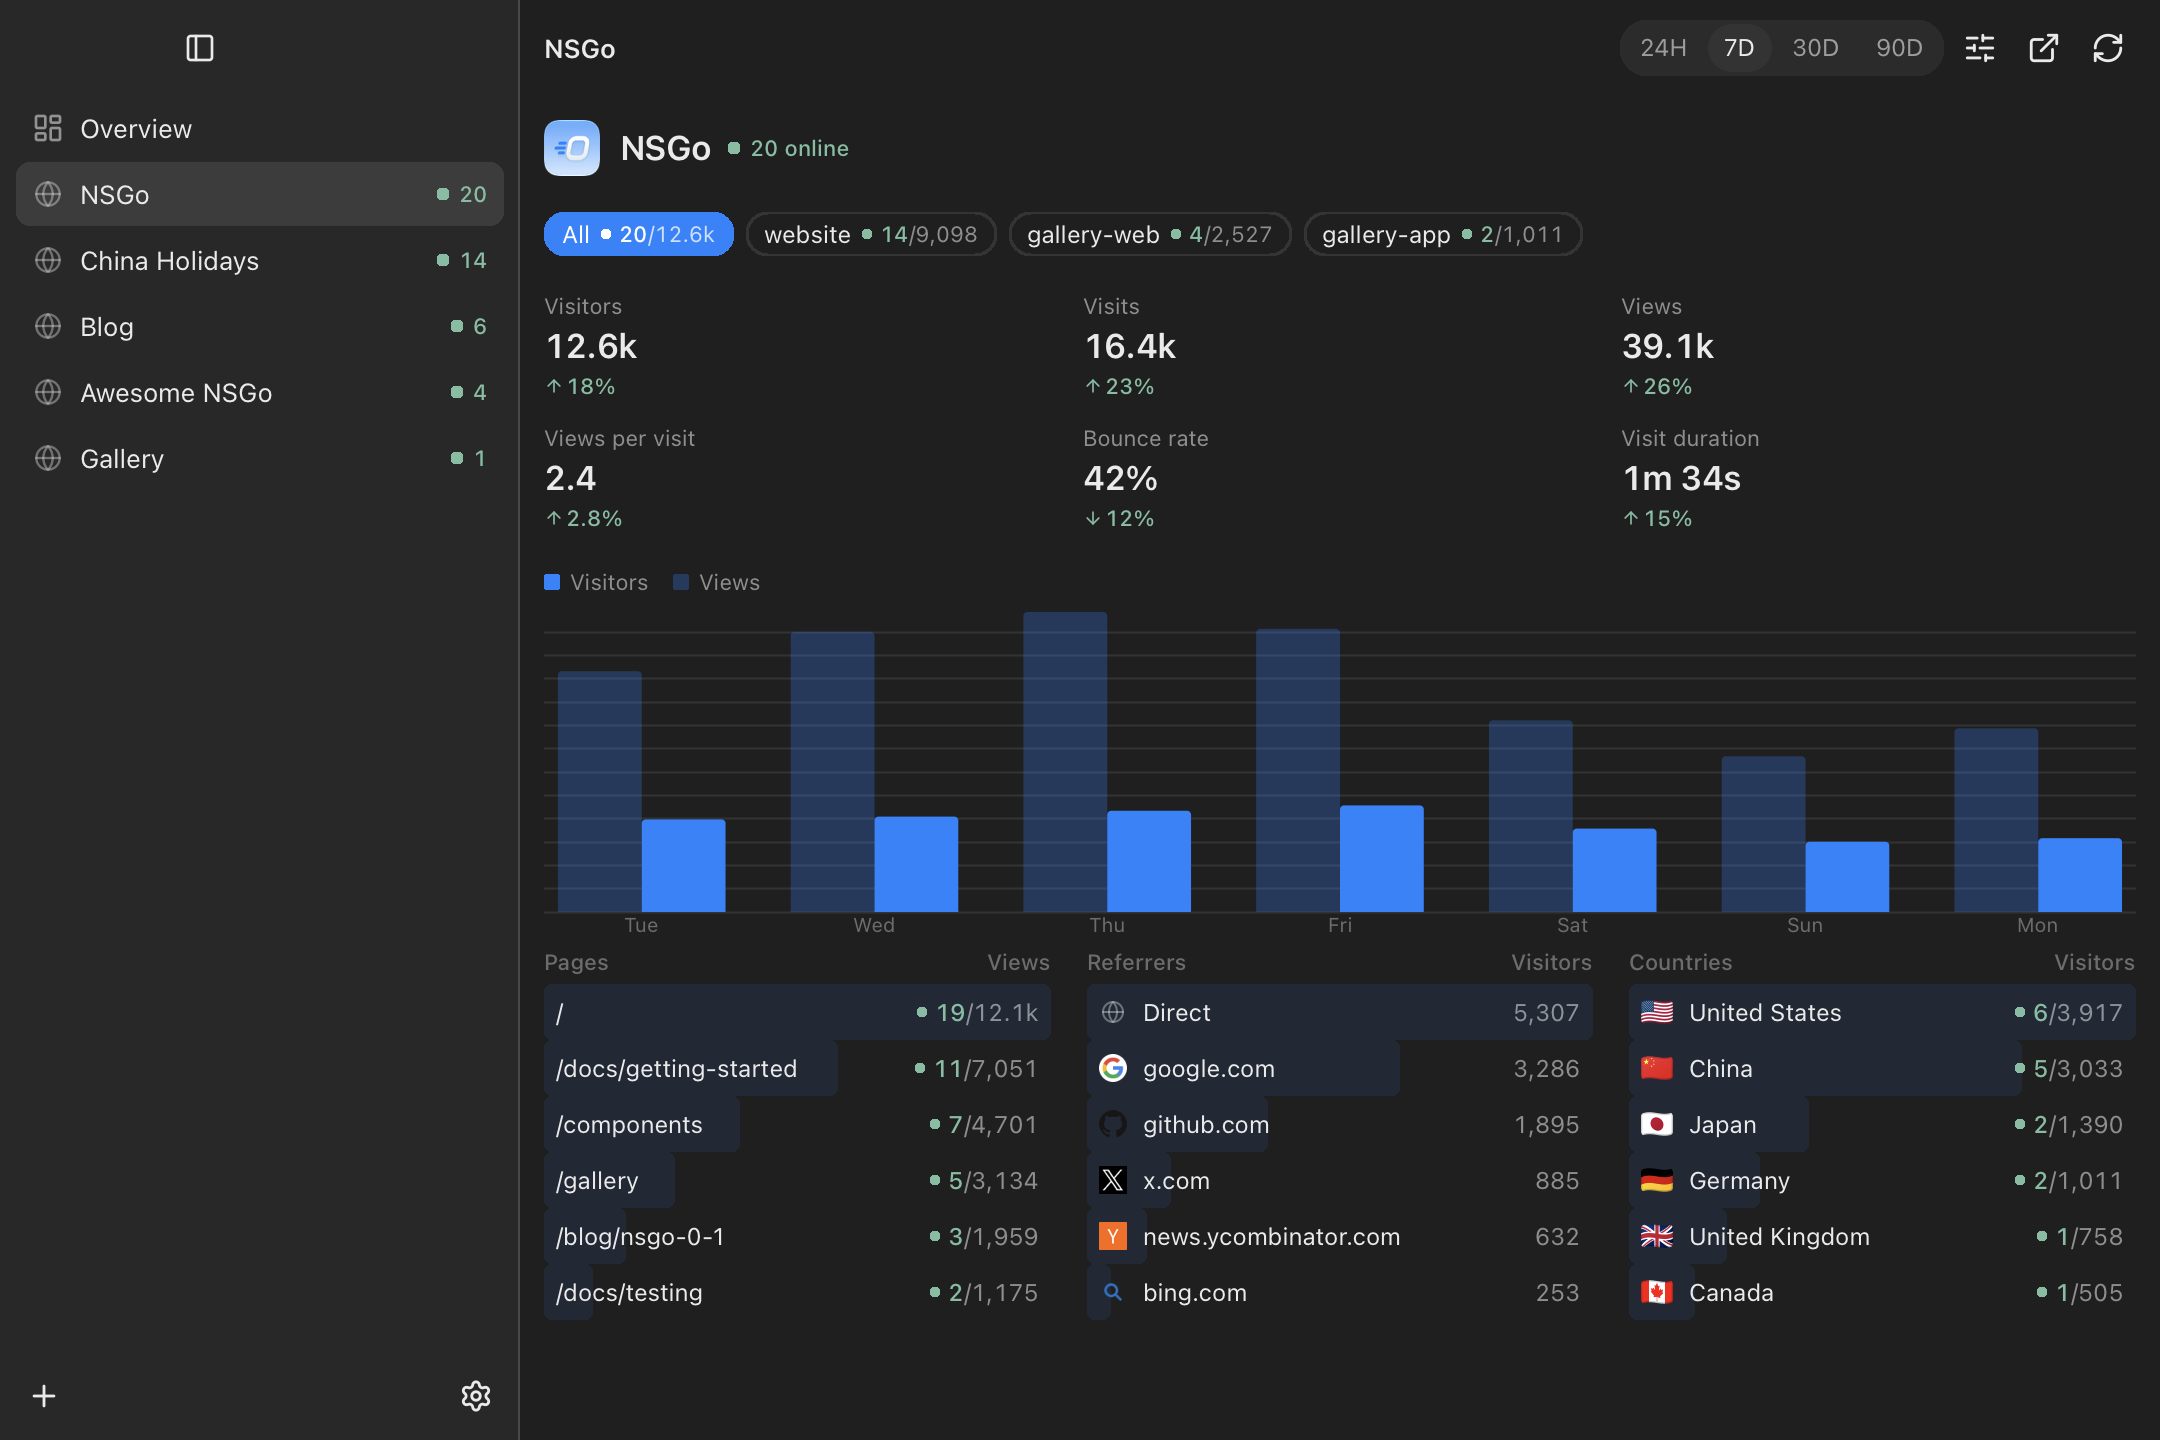 NSGo
24H 7D 30D 90D
Overview
NSGo 20
China Holidays 14
Blog 6
Awesome NSGo 4
Gallery 1
NSGo 20 online
All 20/12.6k website 14/9,098 gallery-web 4/2,527 gallery-app 2/1,011
Visitors Visits Views
12.6k 16.4k 39.1k
↑18% ↑23% ↑26%
Views per visit Bounce rate Visit duration
2.4 42% 1m 34s
↑2.8% ↓12% ↑15%
Visitors Views
Tue Wed Thu Fri Sat Sun Mon
Pages Views
/ 19/12.1k
/docs/getting-started 11/7,051
/components 7/4,701
/gallery 5/3,134
/blog/nsgo-0-1 3/1,959
/docs/testing 2/1,175
Referrers Visitors
Direct 5,307
google.com 3,286
github.com 1,895
x.com 885
Y news.ycombinator.com 632
bing.com 253
Countries Visitors
United States 6/3,917
China 5/3,033
Japan 2/1,390
Germany 2/1,011
United Kingdom 1/758
Canada 1/505